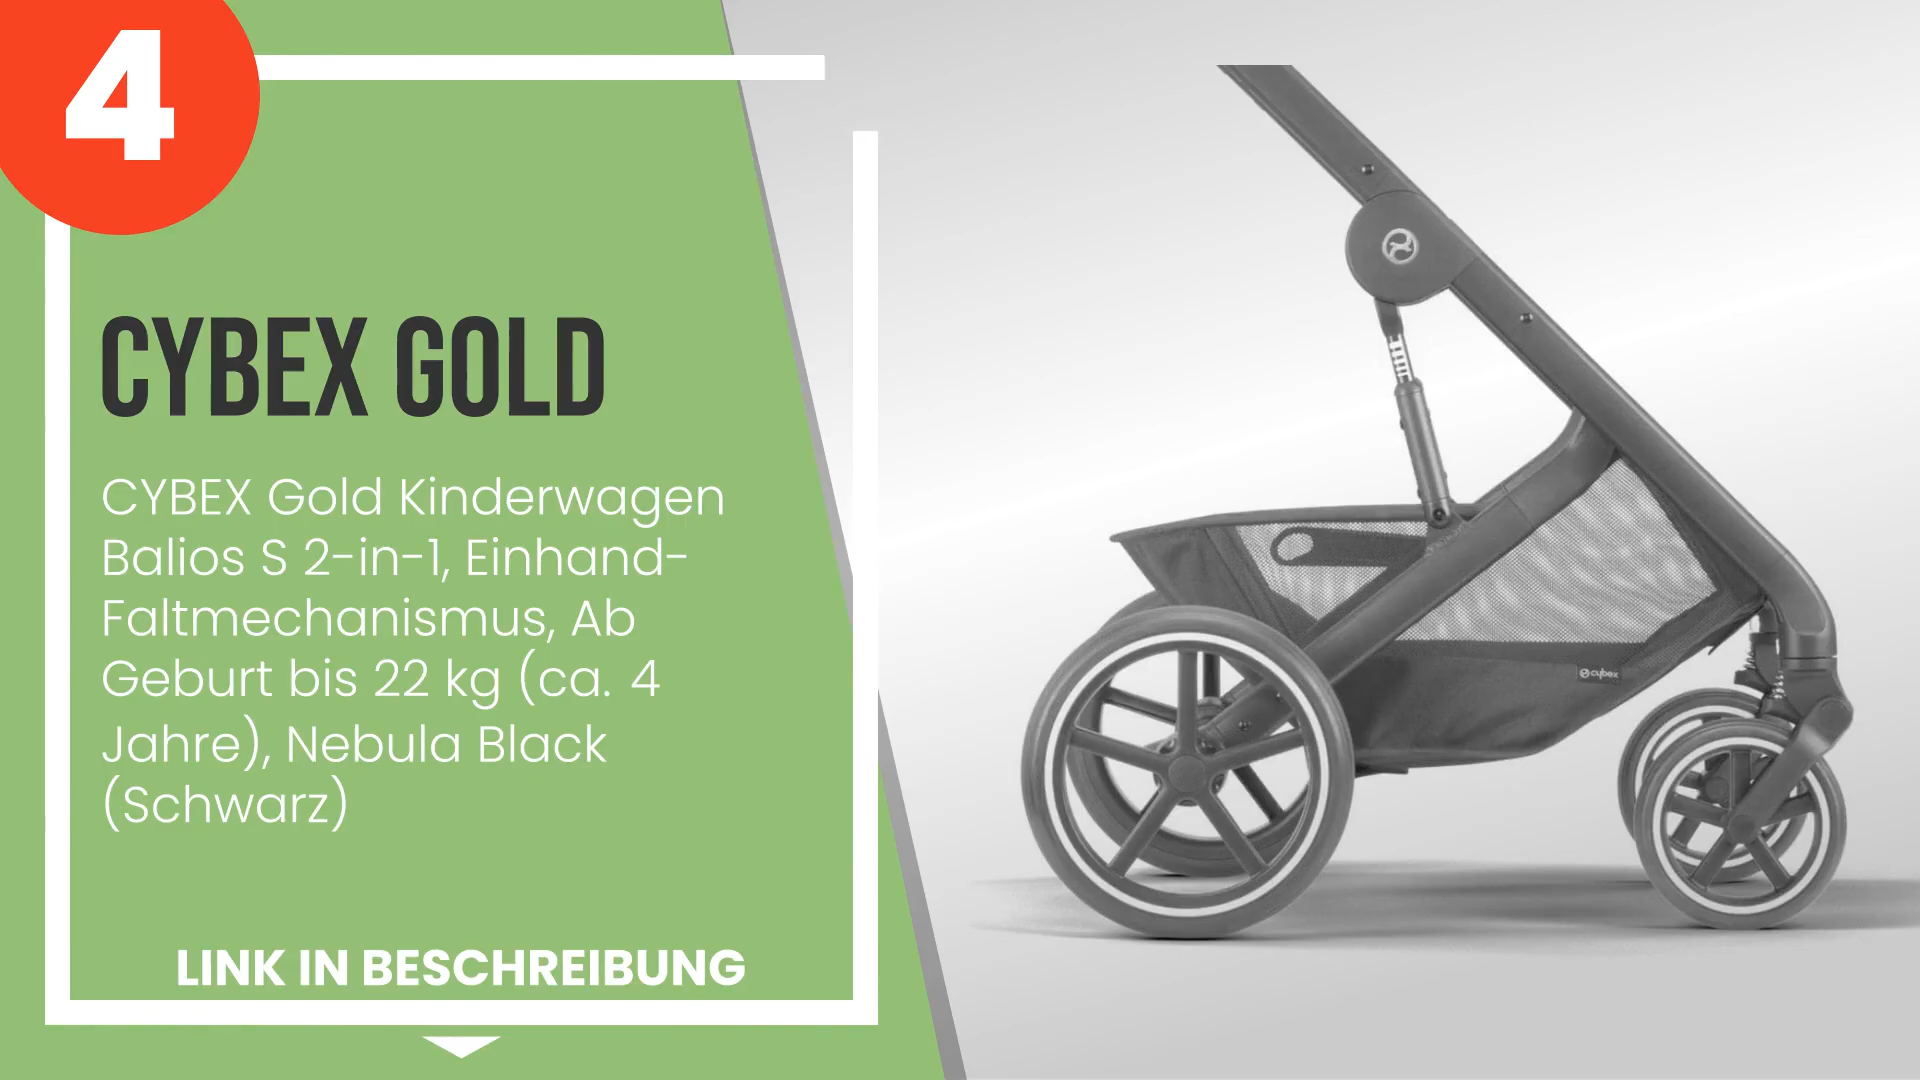 4
CYBEX GOLD
CYBEX Gold Kinderwagen
Balios S 2-in-1, Einhand-
Faltmechanismus, Ab
Geburt bis 22 kg (ca. 4
Jahre), Nebula Black
(Schwarz)
LINK IN BESCHREIBUNG
cybex